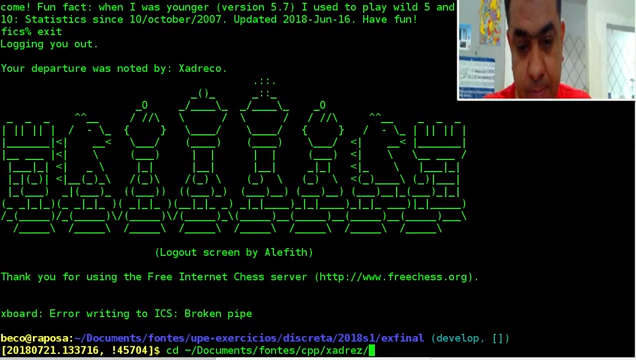 come! Fun fact: when I was younger (version 5.7) I used to play wild 5 and
10: Statistics since 10/october/2007. Updated 2018-Jun-16. Have fun!
fics% exit
Logging you out.
Your departure was noted by: Xadreco.
(Logout screen by Alefith)
Thank you for using the Free Internet Chess server (http://www.freechess.org).
xboard: Error writing to ICS: Broken pipe
beco@raposa:~/Documents/fontes/upe-exercicios/discreta/2018s1/exfinal (develop, [])
[20180721.133716, !45704]$ cd ~/Documents/fontes/cpp/xadrez/